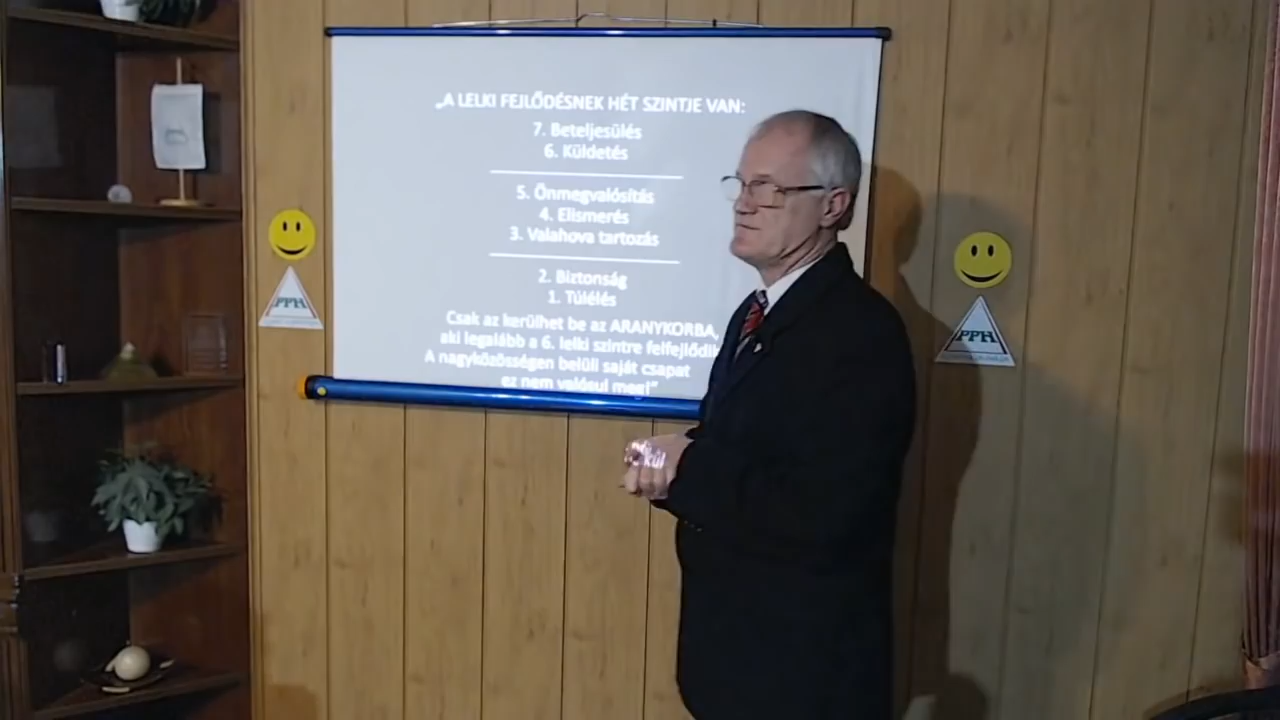 „A LELKI FEJLŐDÉSNEK HÉT SZINTJE VAN:
7. Beteljesülés
6. Küldetés
5. Önmegvalósítás
4. Elismerés
3. Valahova tartozás
2. Biztonság
1. Túlélés
Csak az kerülhet be az ARANYKORBA,
aki legalább a 6. lelki szintre felfejlődik
A nagyközösségen belüli saját csapat
ez nem valósul meg!”
kül
PPH
PPH